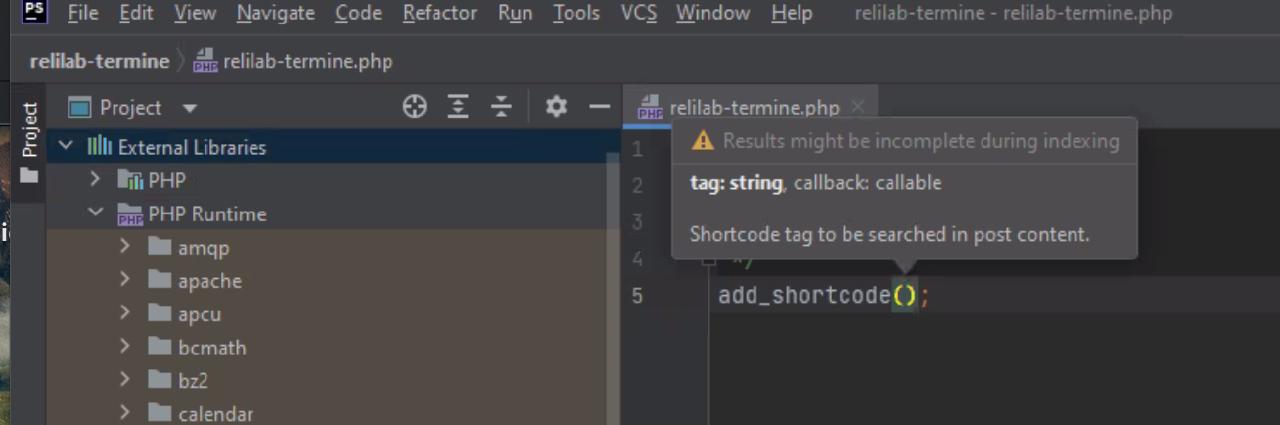 PS File Edit View Navigate Code Refactor Run Tools VCS Window Help relilab-termine - relilab-termine.php
relilab-termine relilab-termine.php
Project
Project
relilab-termine.php
External Libraries
PHP
PHP Runtime
amqp
apache
apcu
bcmath
bz2
calendar
Results might be incomplete during indexing
tag: string, callback: callable
Shortcode tag to be searched in post content.
1
2
3
4 */
5 add_shortcode();